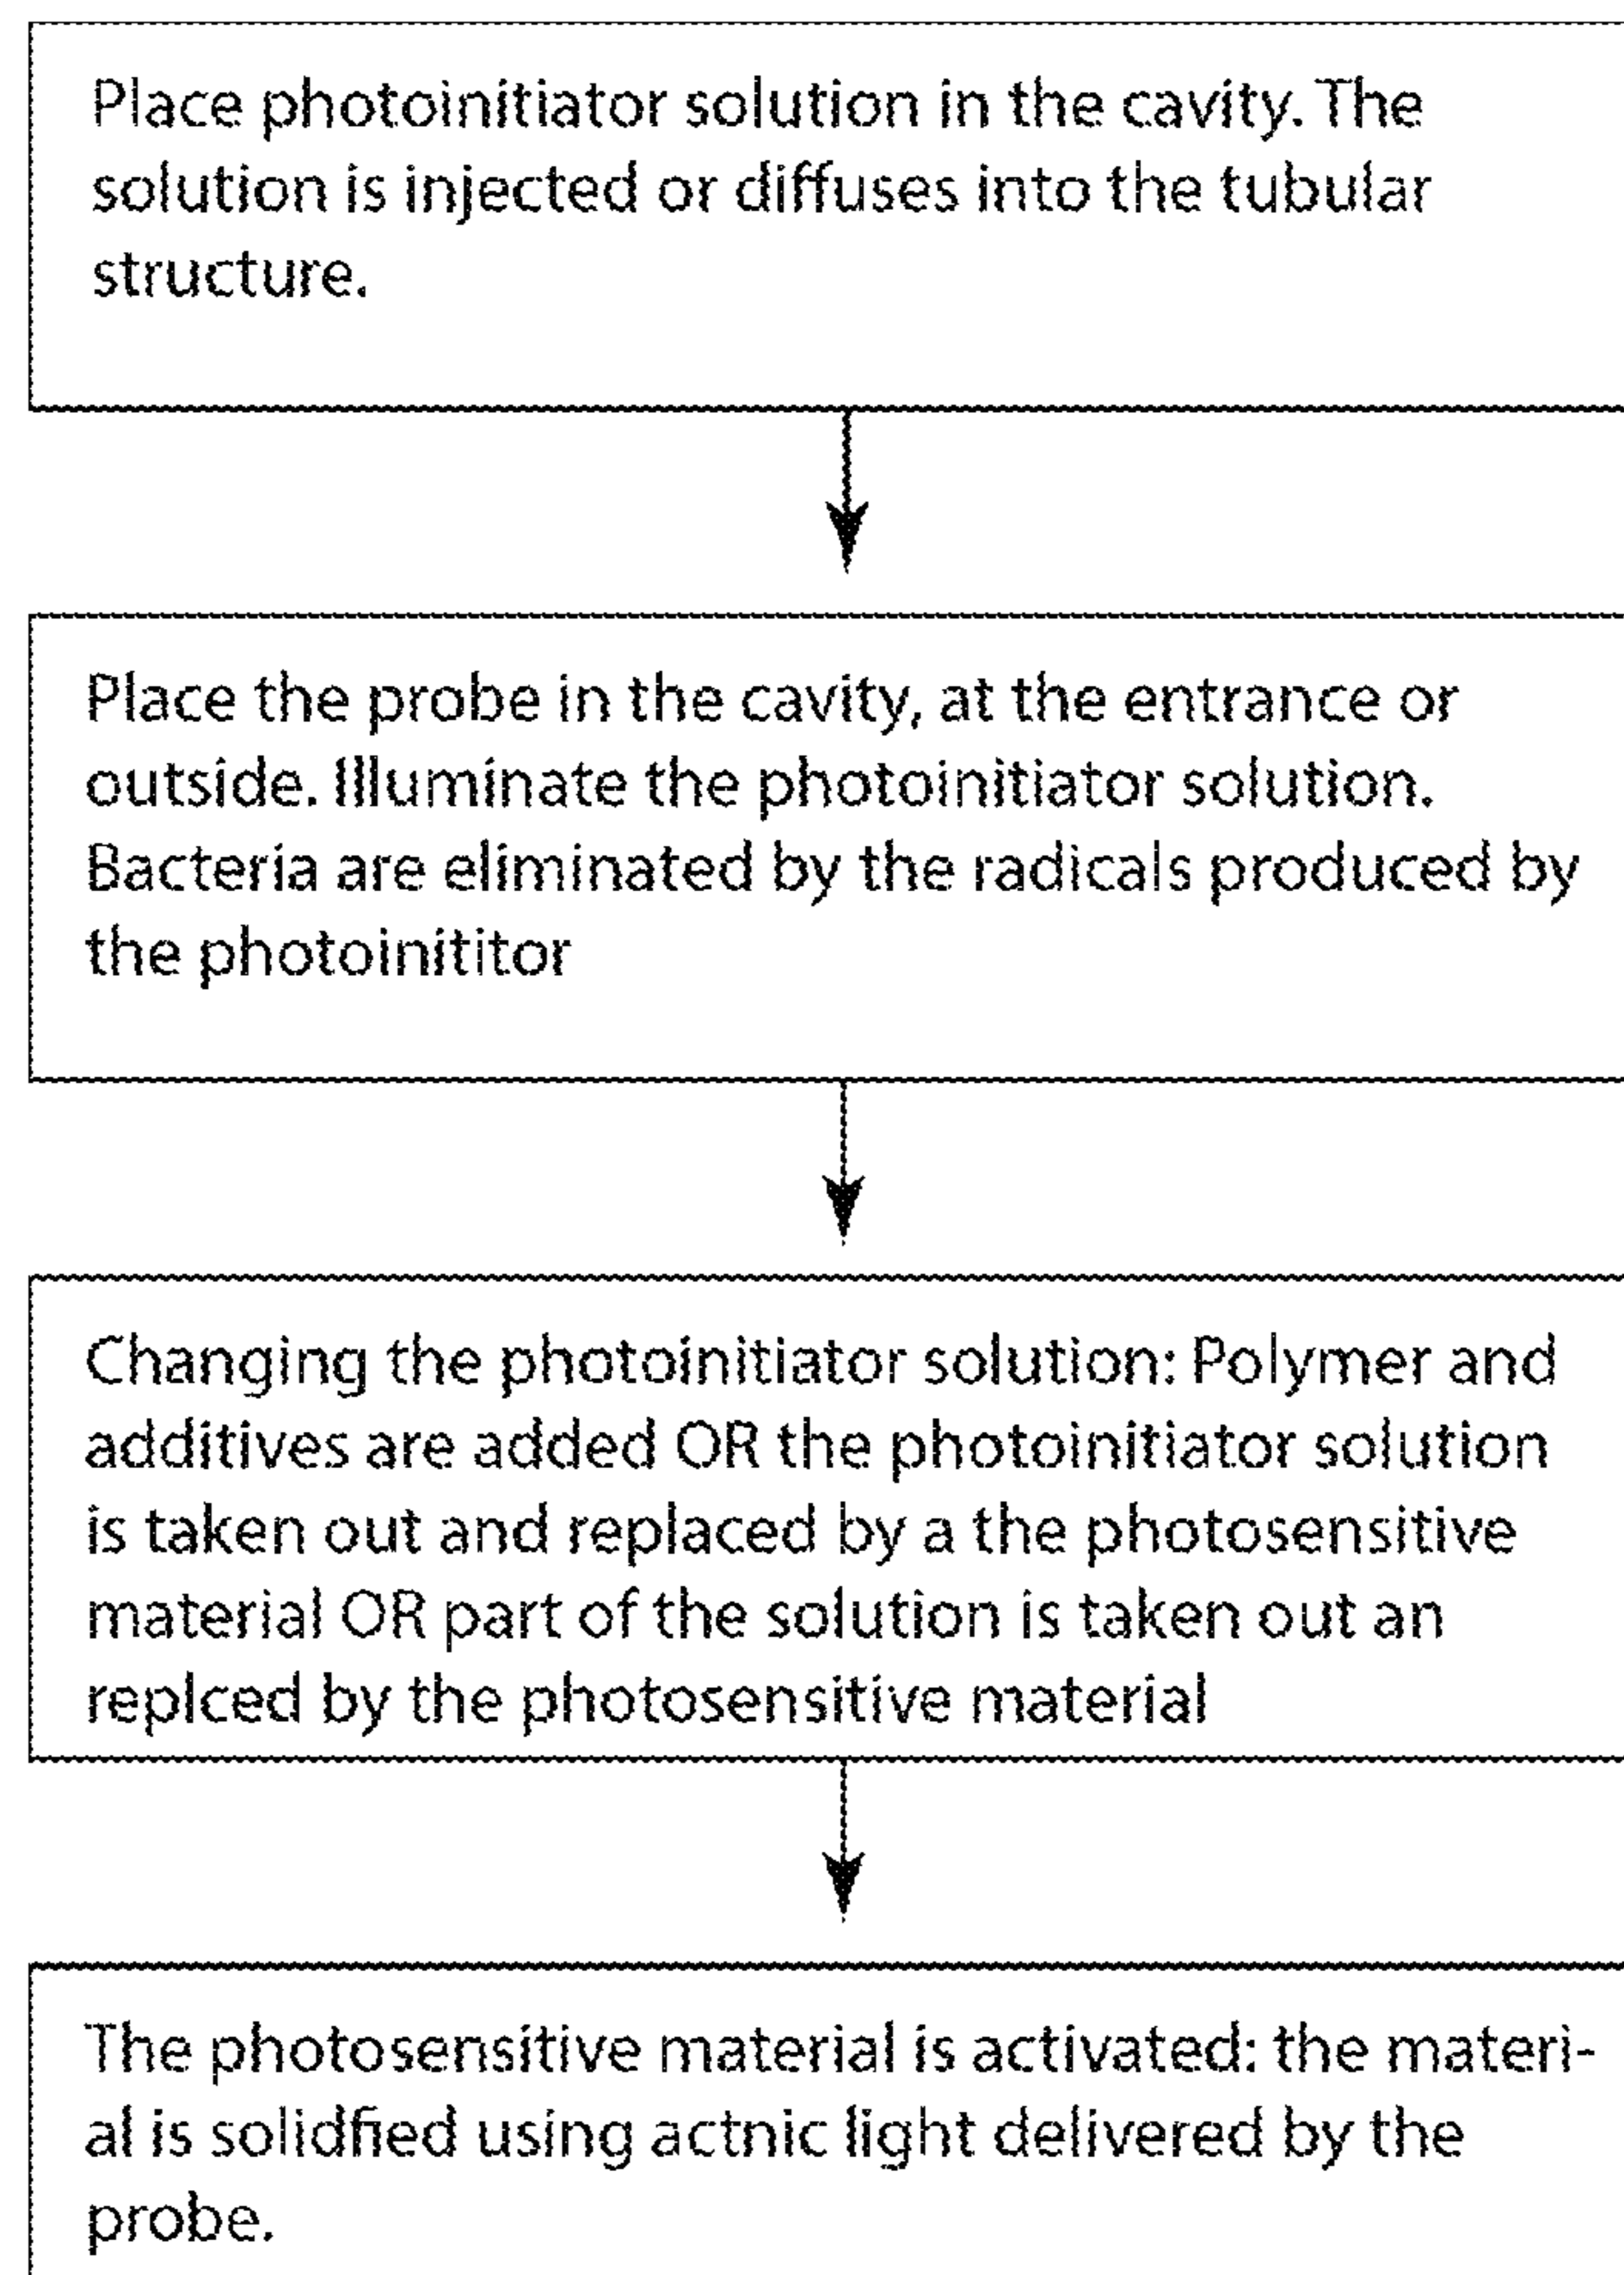 Place photoinitiator solution in the cavity. The
solution is injected or diffuses into the tubular
structure.
Place the probe in the cavity, at the entrance or
outside. Illuminate the photoinitiator solution.
Bacteria are eliminated by the radicals produced by
the photoinititor
Changing the photoinitiator solution: Polymer and
additives are added OR the photoinitiator solution
is taken out and replaced by a the photosensitive
material OR part of the solution is taken out an
replced by the photosensitive material
The photosensitive material is activated: the materi-
al is solidfied using actnic light delivered by the
probe.